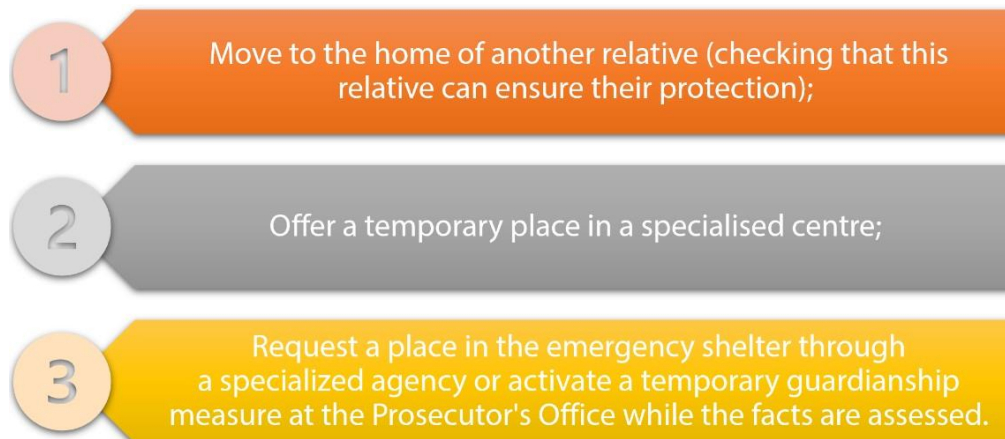 1
Move to the home of another relative (checking that this
relative can ensure their protection);
2
Offer a temporary place in a specialised centre;
3
Request a place in the emergency shelter through
a specialized agency or activate a temporary guardianship
measure at the Prosecutor's Office while the facts are assessed.